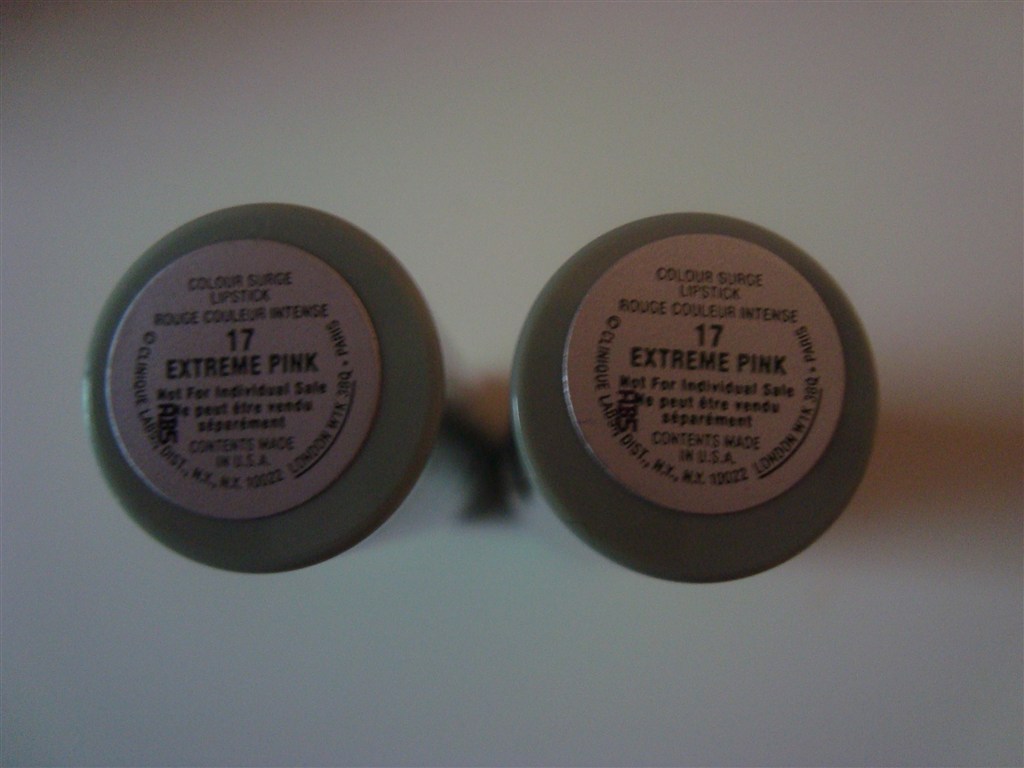 COLOUR SURGE
LIPSTICK
ROUGE COULEUR INTENSE
17
EXTREME PINK
Not For Individual Sale
Ne peut être vendu
séparément
CONTENTS MADE
IN U.S.A.
© CLINIQUE LABS. DIST., N.Y., N.Y. 10022 LONDON W1K 3BQ • PARIS
AB5
COLOUR SURGE
LIPSTICK
ROUGE COULEUR INTENSE
17
EXTREME PINK
Not For Individual Sale
Ne peut être vendu
séparément
CONTENTS MADE
IN U.S.A.
© CLINIQUE LABS. DIST., N.Y., N.Y. 10022 LONDON W1K 3BQ • PARIS
AB5